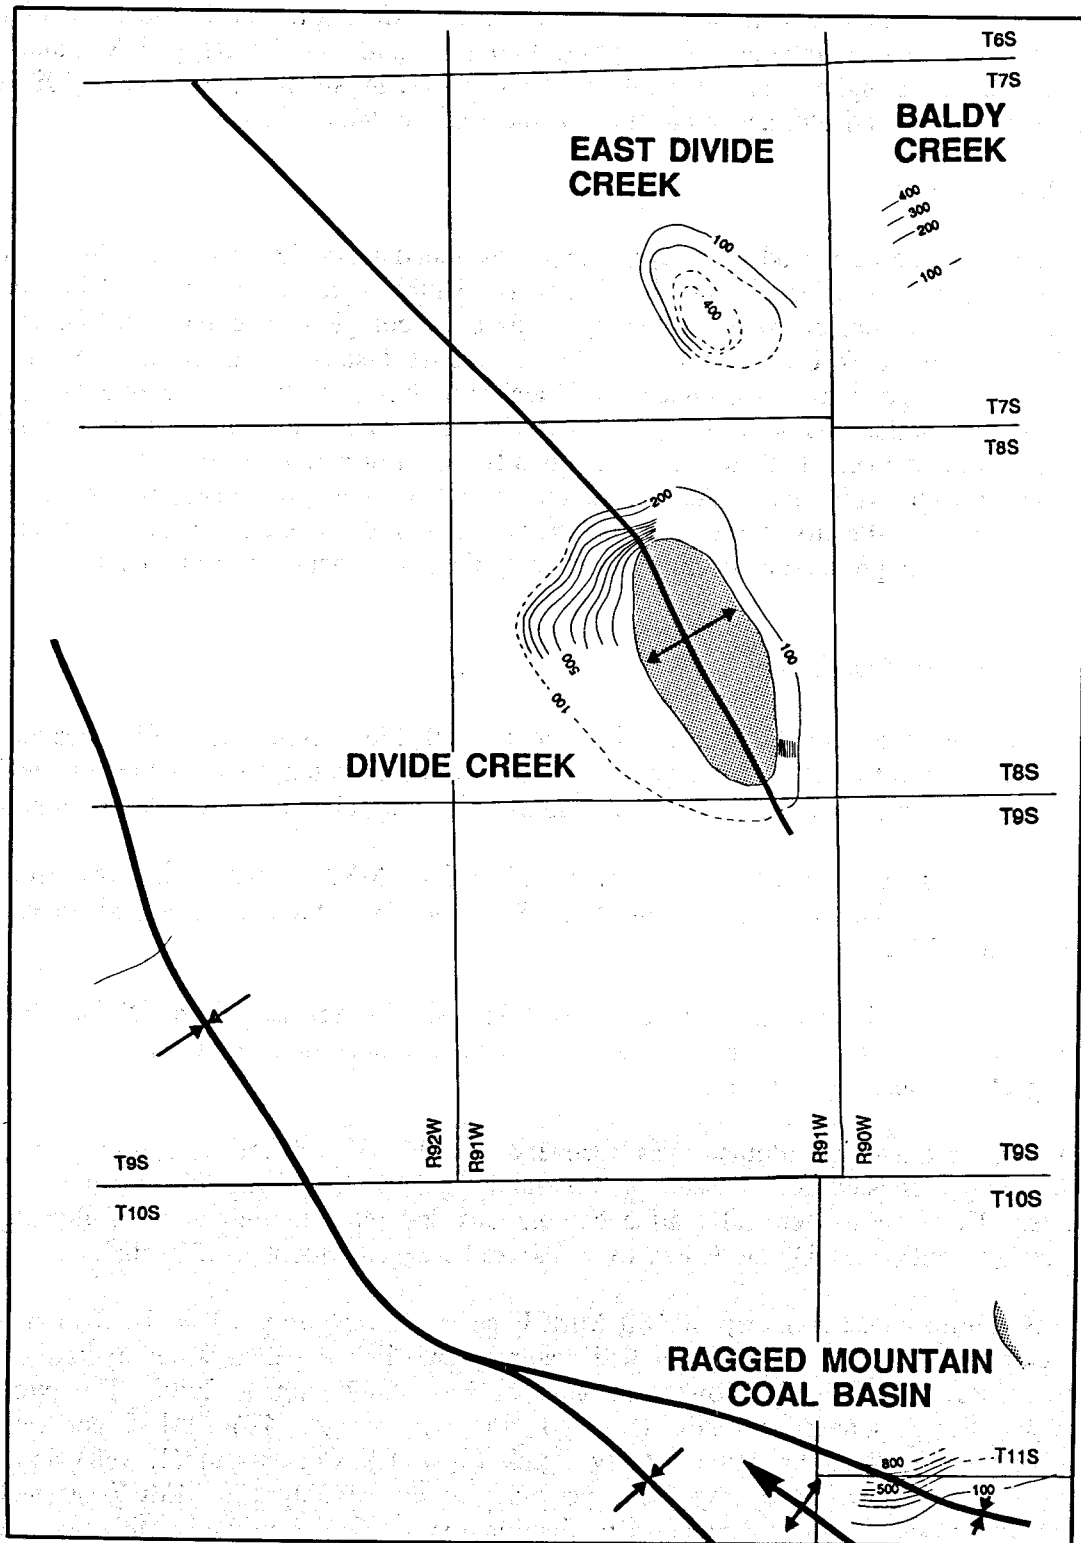 T6S
T7S
BALDY
CREEK
EAST DIVIDE
CREEK
400
300
200
100
100
400
T7S
T8S
200
100
500
100
DIVIDE CREEK
T8S
T9S
R92W
R91W
R91W
R90W
T9S
T9S
T10S
T10S
RAGGED MOUNTAIN
COAL BASIN
T11S
800
500
100